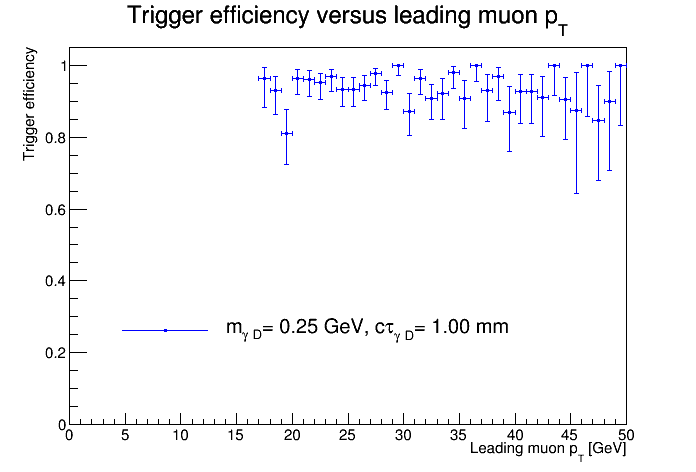 Trigger efficiency versus leading muon p_T
Trigger efficiency
1
0.8
0.6
0.4
0.2
0
m_γ D= 0.25 GeV, cτ_γ D= 1.00 mm
0 5 10 15 20 25 30 35 40 45 50
Leading muon p_T [GeV]